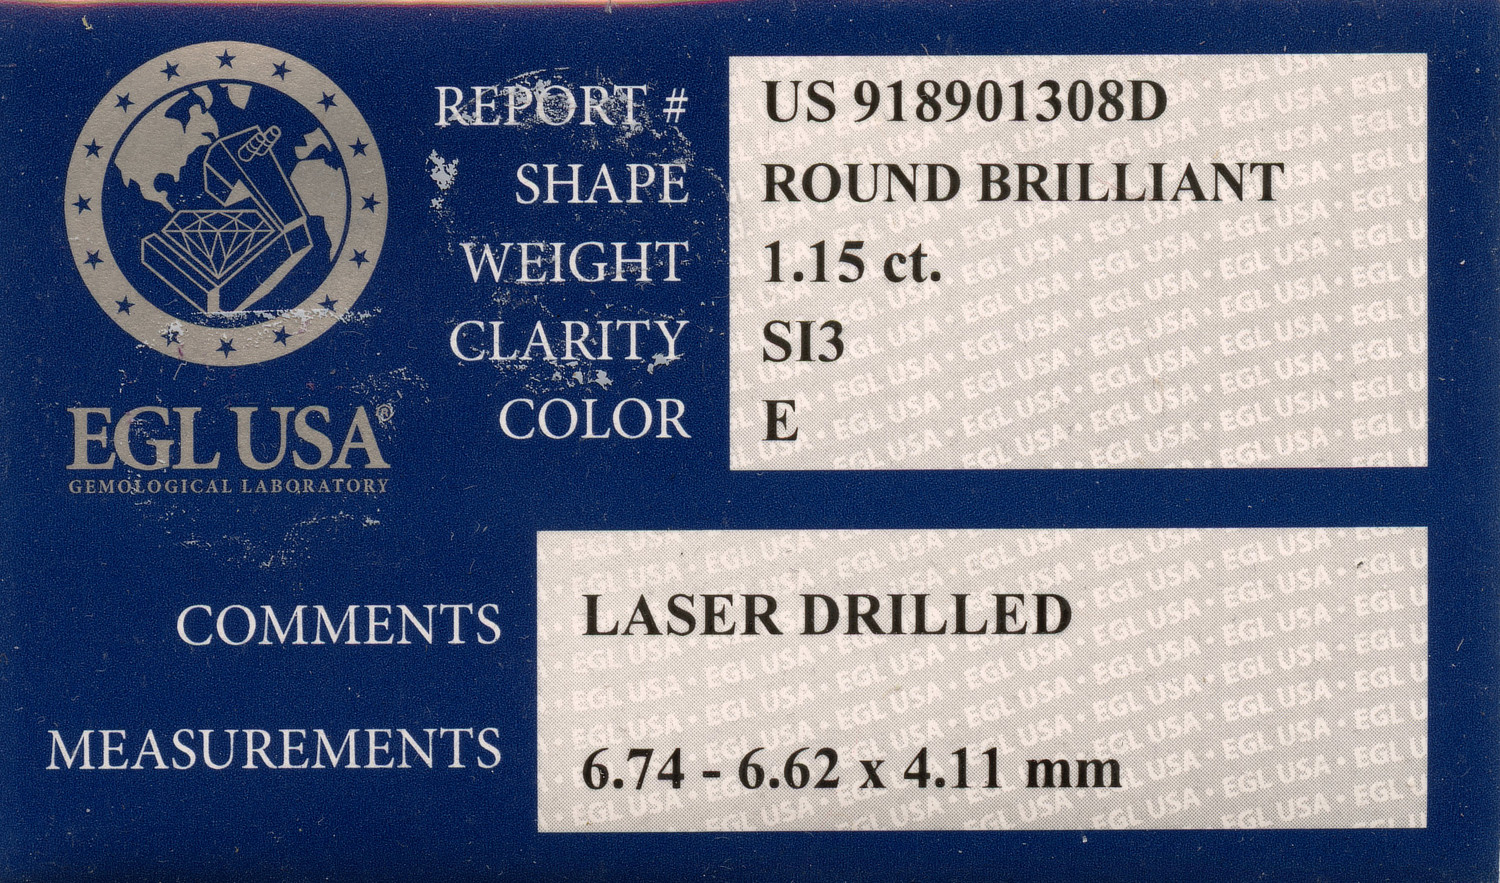 REPORT # US 918901308D
SHAPE ROUND BRILLIANT
WEIGHT 1.15 ct.
CLARITY SI3
COLOR E
EGL USA®
GEMOLOGICAL LABORATORY
COMMENTS LASER DRILLED
MEASUREMENTS 6.74 - 6.62 x 4.11 mm